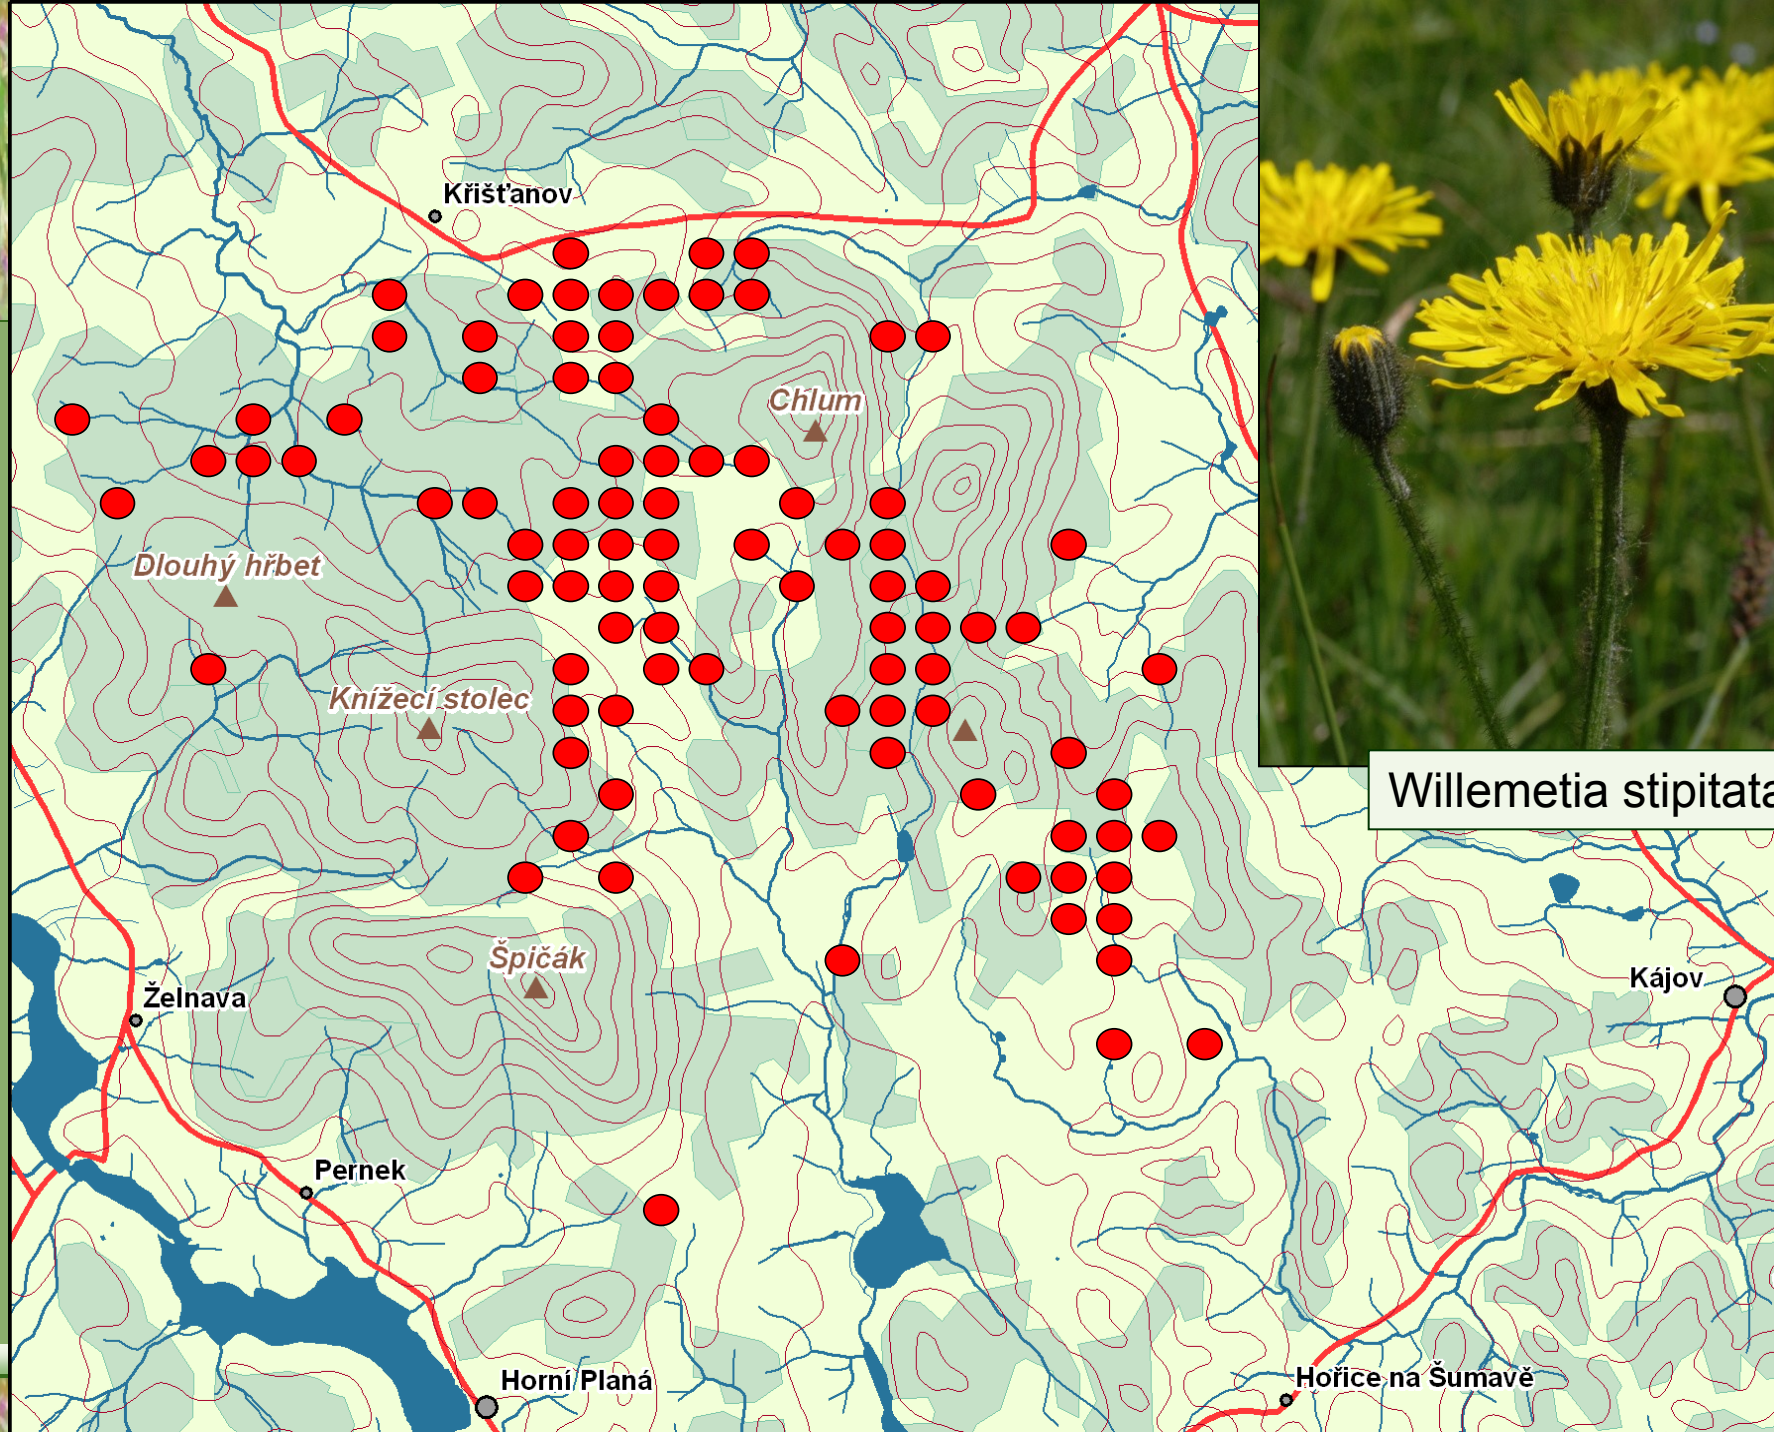 Křišťanov
Chlum
Dlouhý hřbet
Knížecí stolec
Willemetia stipitata
Špičák
Kájov
Želnava
Pernek
Horní Planá
Hořice na Šumavě